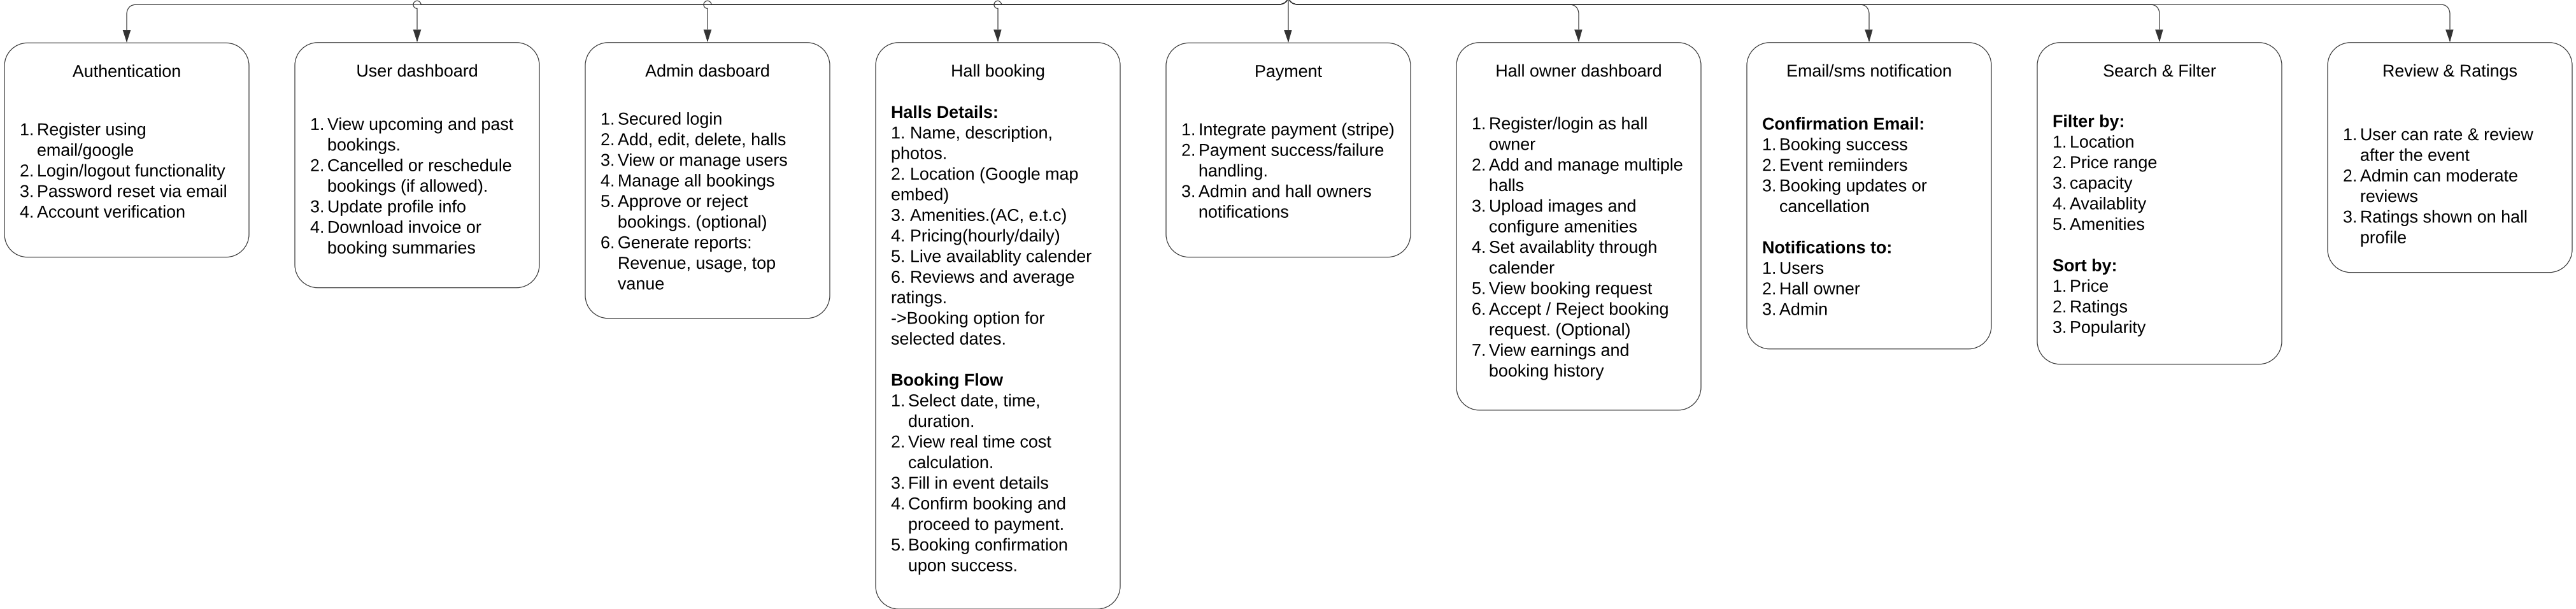 Authentication
1. Register using
email/google
2. Login/logout functionality
3. Password reset via email
4. Account verification
User dashboard
1. View upcoming and past
bookings.
2. Cancelled or reschedule
bookings (if allowed).
3. Update profile info
4. Download invoice or
booking summaries
Admin dasboard
1. Secured login
2. Add, edit, delete, halls
3. View or manage users
4. Manage all bookings
5. Approve or reject
bookings. (optional)
6. Generate reports:
Revenue, usage, top
vanue
Hall booking
Halls Details:
1. Name, description,
photos.
2. Location (Google map
embed)
3. Amenities.(AC, e.t.c)
4. Pricing(hourly/daily)
5. Live availablity calender
6. Reviews and average
ratings.
->Booking option for
selected dates.
Booking Flow
1. Select date, time,
duration.
2. View real time cost
calculation.
3. Fill in event details
4. Confirm booking and
proceed to payment.
5. Booking confirmation
upon success.
Payment
1. Integrate payment (stripe)
2. Payment success/failure
handling.
3. Admin and hall owners
notifications
Hall owner dashboard
1. Register/login as hall
owner
2. Add and manage multiple
halls
3. Upload images and
configure amenities
4. Set availablity through
calender
5. View booking request
6. Accept / Reject booking
request. (Optional)
7. View earnings and
booking history
Email/sms notification
Confirmation Email:
1. Booking success
2. Event remiinders
3. Booking updates or
cancellation
Notifications to:
1. Users
2. Hall owner
3. Admin
Search & Filter
Filter by:
1. Location
2. Price range
3. capacity
4. Availablity
5. Amenities
Sort by:
1. Price
2. Ratings
3. Popularity
Review & Ratings
1. User can rate & review
after the event
2. Admin can moderate
reviews
3. Ratings shown on hall
profile